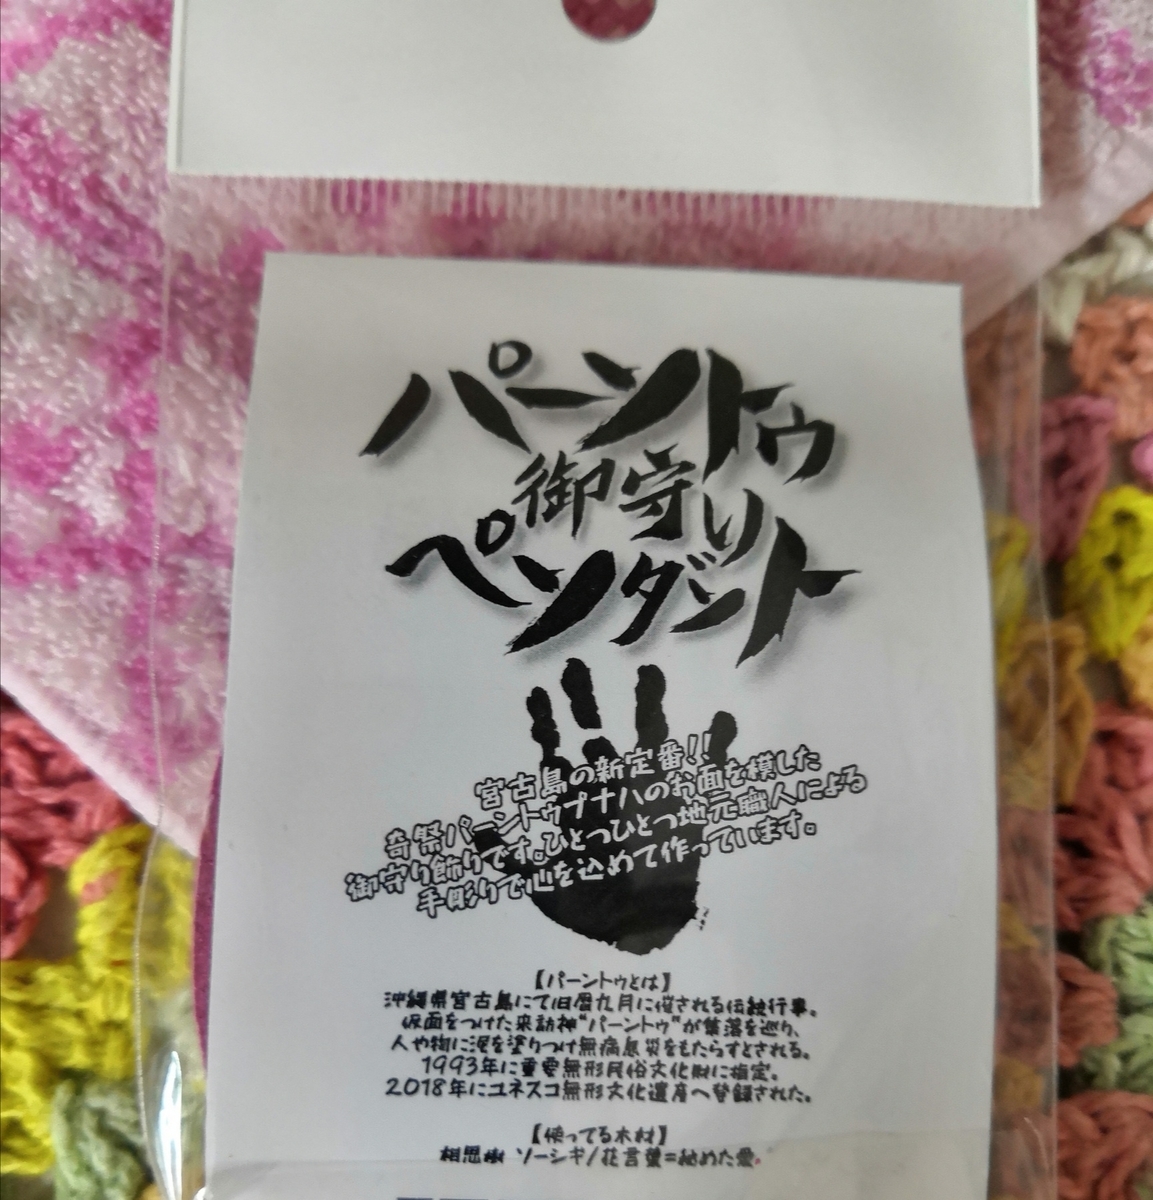 パーントゥ
御守り
ペンダント
宮古島の新定番!!
奇祭パーントゥプナハのお面を模した
御守り飾りです。ひとつひとつ地元職人による
手彫りで心を込めて作っています。
【パーントゥとは】
沖縄県宮古島にて旧暦九月に催される伝統行事。
仮面をつけた来訪神"パーントゥ"が集落を巡り、
人や物に泥を塗りつけ無病息災をもたらすとされる。
1993年に重要無形民俗文化財に指定。
2018年にユネスコ無形文化遺産へ登録された。
【使ってる木材】
相思樹 ソーシギ/花言葉=秘めた愛。